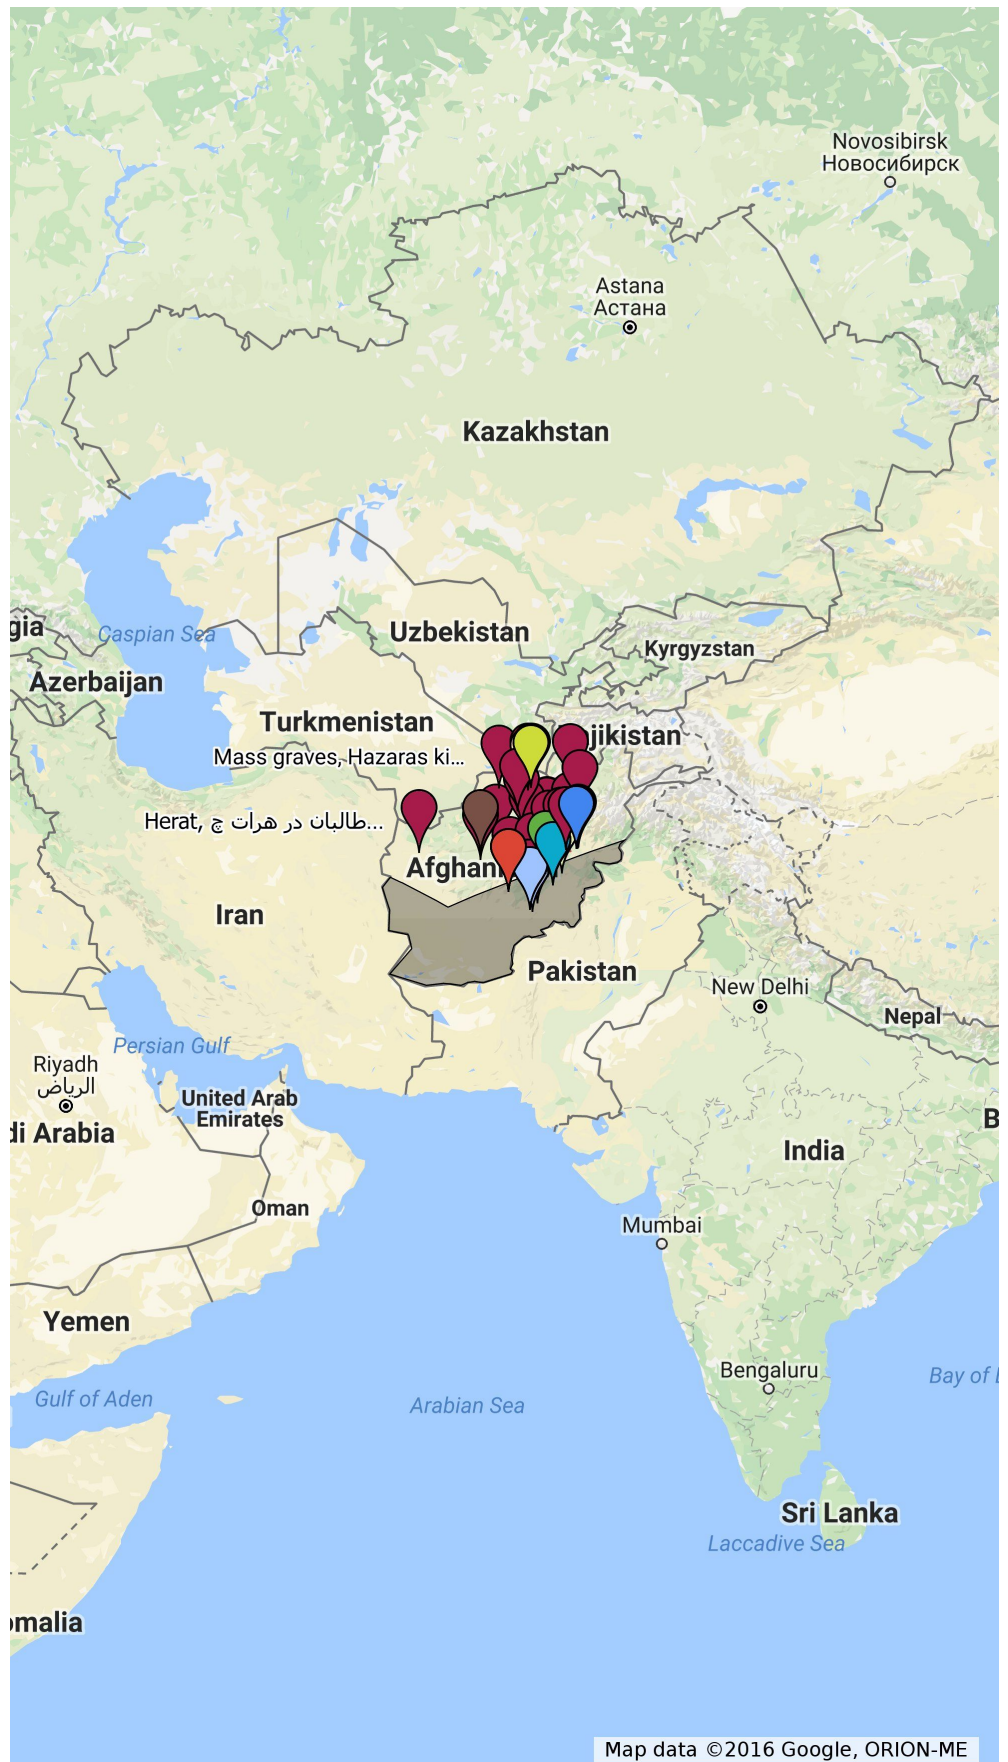 Novosibirsk
Новосибирск
Astana
Астана
Kazakhstan
gia
Caspian Sea
Uzbekistan
Kyrgyzstan
Azerbaijan
Turkmenistan
jikistan
Mass graves, Hazaras ki...
Herat, طالبان در هرات چ...
Afghani
Iran
Pakistan
New Delhi
Nepal
Persian Gulf
Riyadh
الرياض
United Arab
Emirates
di Arabia
B
India
Oman
Mumbai
Yemen
Bengaluru
Bay of
Gulf of Aden
Arabian Sea
Sri Lanka
Laccadive Sea
omalia
Map data ©2016 Google, ORION-ME